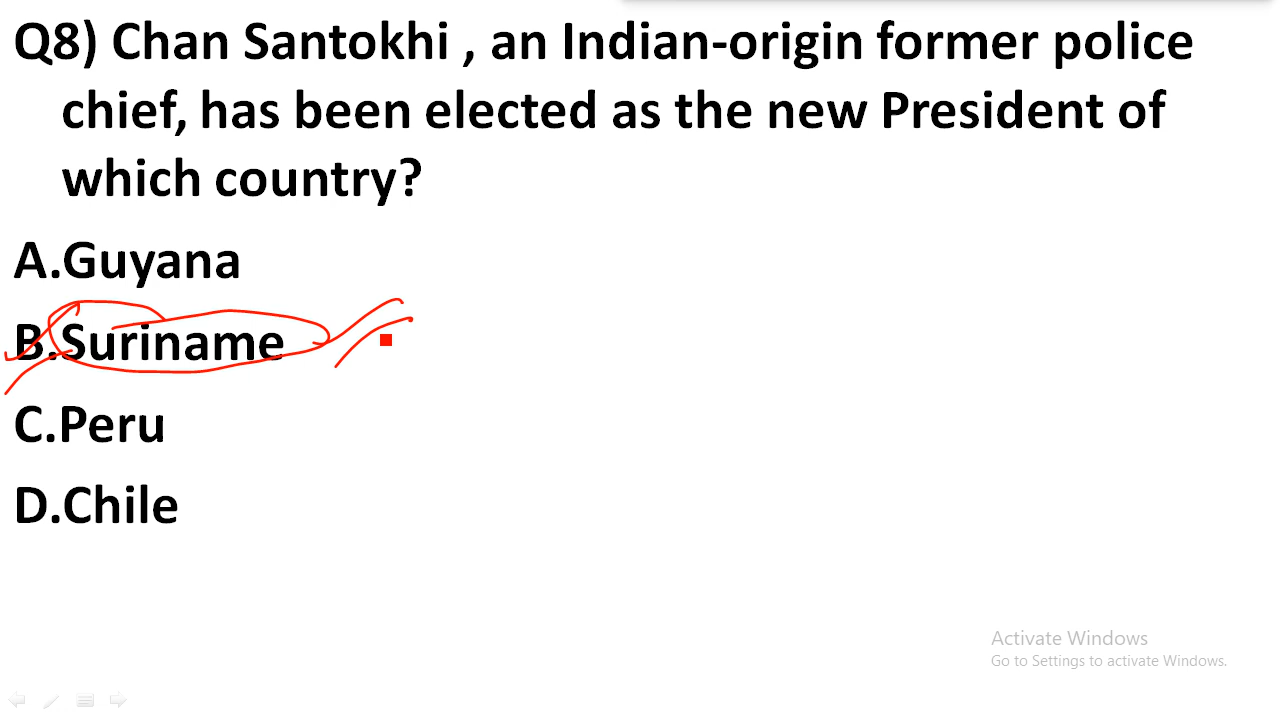 Q8) Chan Santokhi , an Indian-origin former police
chief, has been elected as the new President of
which country?
A.Guyana
B.Suriname
C.Peru
D.Chile
Activate Windows
Go to Settings to activate Windows.